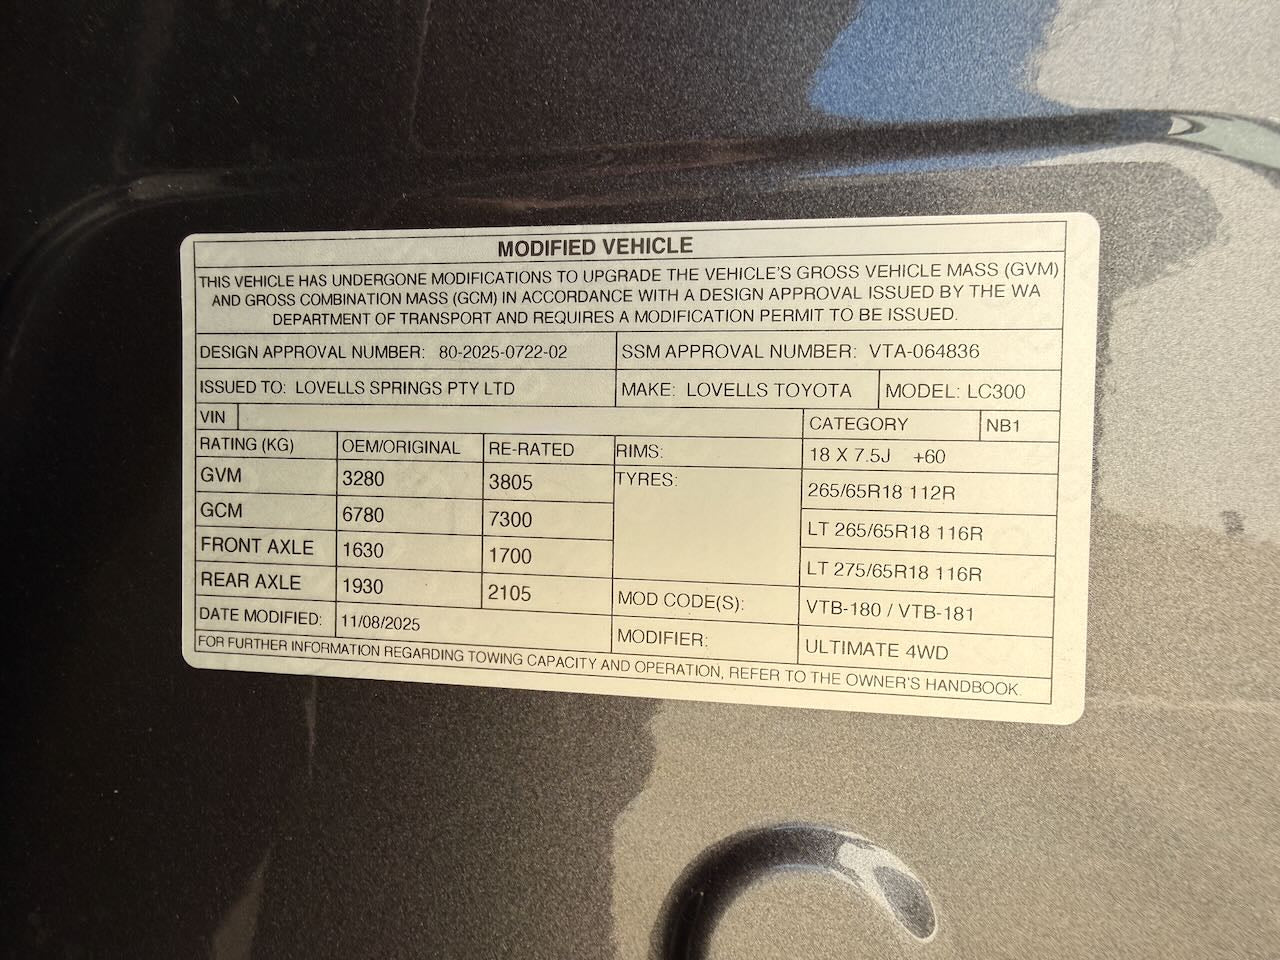 MODIFIED VEHICLE
THIS VEHICLE HAS UNDERGONE MODIFICATIONS TO UPGRADE THE VEHICLE'S GROSS VEHICLE MASS (GVM)
AND GROSS COMBINATION MASS (GCM) IN ACCORDANCE WITH A DESIGN APPROVAL ISSUED BY THE WA
DEPARTMENT OF TRANSPORT AND REQUIRES A MODIFICATION PERMIT TO BE ISSUED.
DESIGN APPROVAL NUMBER: 80-2025-0722-02 SSM APPROVAL NUMBER: VTA-064836
ISSUED TO: LOVELLS SPRINGS PTY LTD MAKE: LOVELLS TOYOTA MODEL: LC300
VIN CATEGORY NB1
RATING (KG) OEM/ORIGINAL RE-RATED RIMS: 18 X 7.5J +60
GVM 3280 3805 TYRES: 265/65R18 112R
GCM 6780 7300 LT 265/65R18 116R
FRONT AXLE 1630 1700 LT 275/65R18 116R
REAR AXLE 1930 2105 MOD CODE(S): VTB-180 / VTB-181
DATE MODIFIED: 11/08/2025 MODIFIER: ULTIMATE 4WD
FOR FURTHER INFORMATION REGARDING TOWING CAPACITY AND OPERATION, REFER TO THE OWNER'S HANDBOOK.